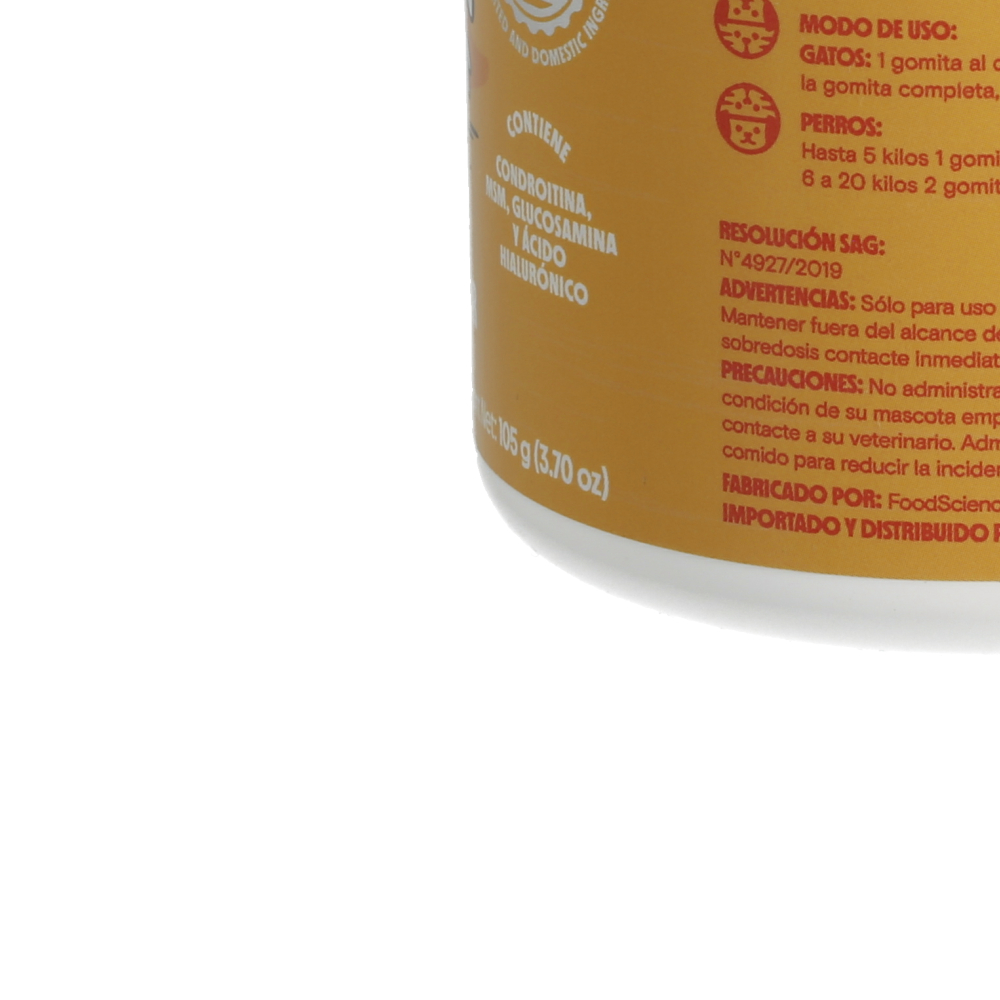 AND DOMESTIC
CONTIENE
CONDROITINA,
MSM, GLUCOSAMINA
Y ÁCIDO
HIALURÓNICO
Net: 105 g (3.70 oz)
MODO DE USO:
GATOS: 1 gomita al
la gomita completa,
PERROS:
Hasta 5 kilos 1
6 a 20 kilos 2
RESOLUCIÓN SAG:
N°4927/2019
ADVERTENCIAS: Sólo para uso
Mantener fuera del alcance
sobredosis contacte
PRECAUCIONES: No
condición de su mascota
contacte a su veterinario.
comido para reducir la
FABRICADO POR:
IMPORTADO Y DISTRIBUIDO